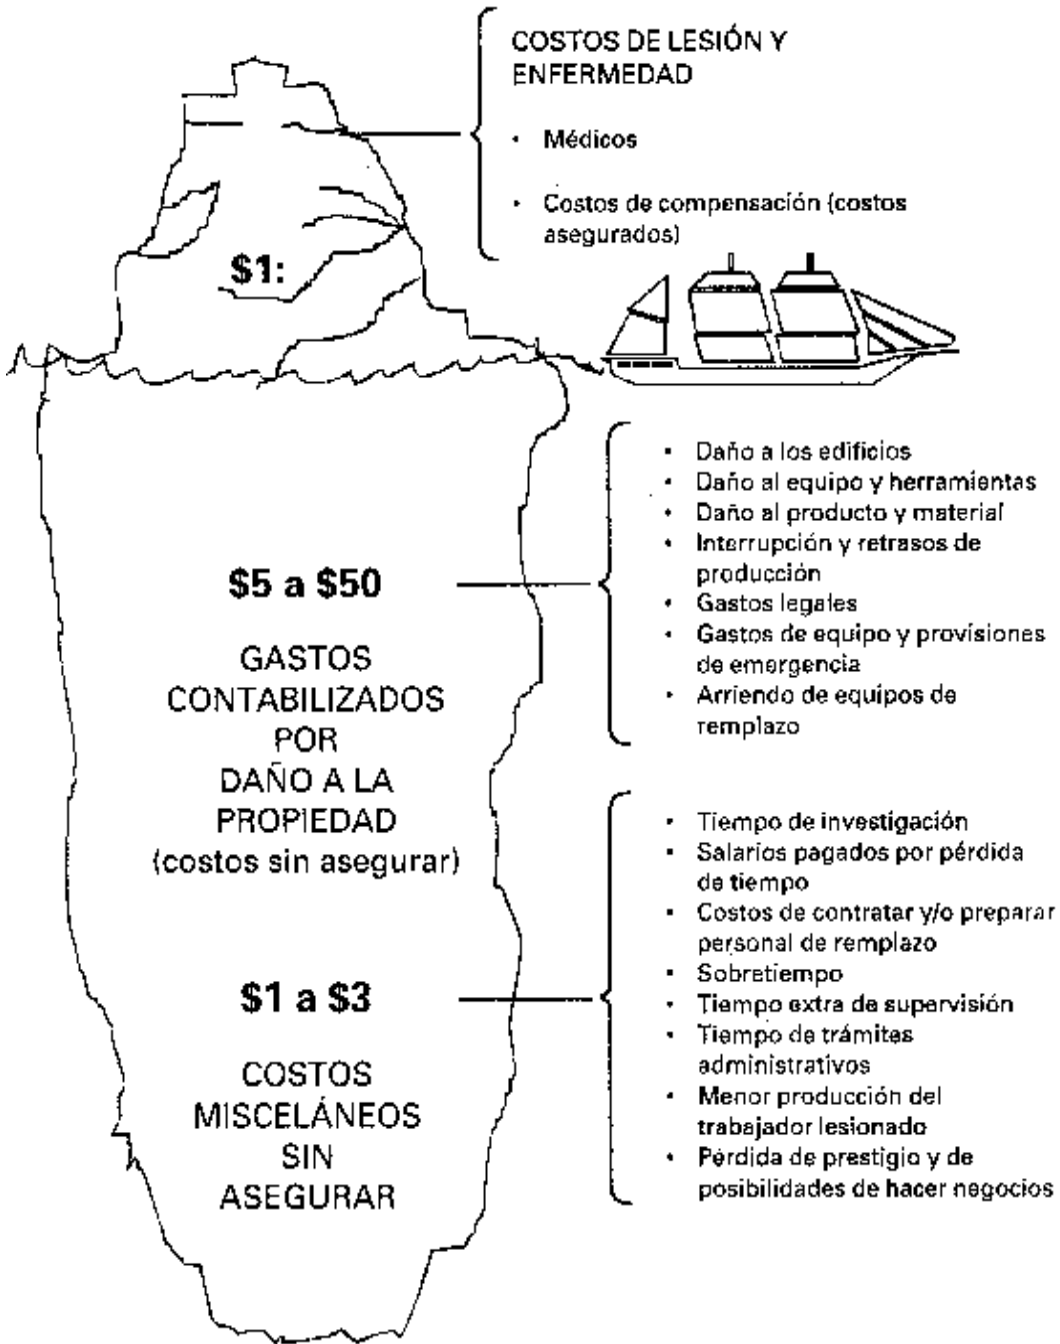 COSTOS DE LESIÓN Y
ENFERMEDAD
• Médicos
• Costos de compensación (costos
asegurados)
$1:
• Daño a los edificios
• Daño al equipo y herramientas
• Daño al producto y material
• Interrupción y retrasos de
producción
• Gastos legales
• Gastos de equipo y provisiones
de emergencia
• Arriendo de equipos de
remplazo
$5 a $50
GASTOS
CONTABILIZADOS
POR
DAÑO A LA
PROPIEDAD
(costos sin asegurar)
• Tiempo de investigación
• Salarios pagados por pérdida
de tiempo
• Costos de contratar y/o preparar
personal de remplazo
• Sobretiempo
• Tiempo extra de supervisión
• Tiempo de trámites
administrativos
• Menor producción del
trabajador lesionado
• Pérdida de prestigio y de
posibilidades de hacer negocios
$1 a $3
COSTOS
MISCELÁNEOS
SIN
ASEGURAR